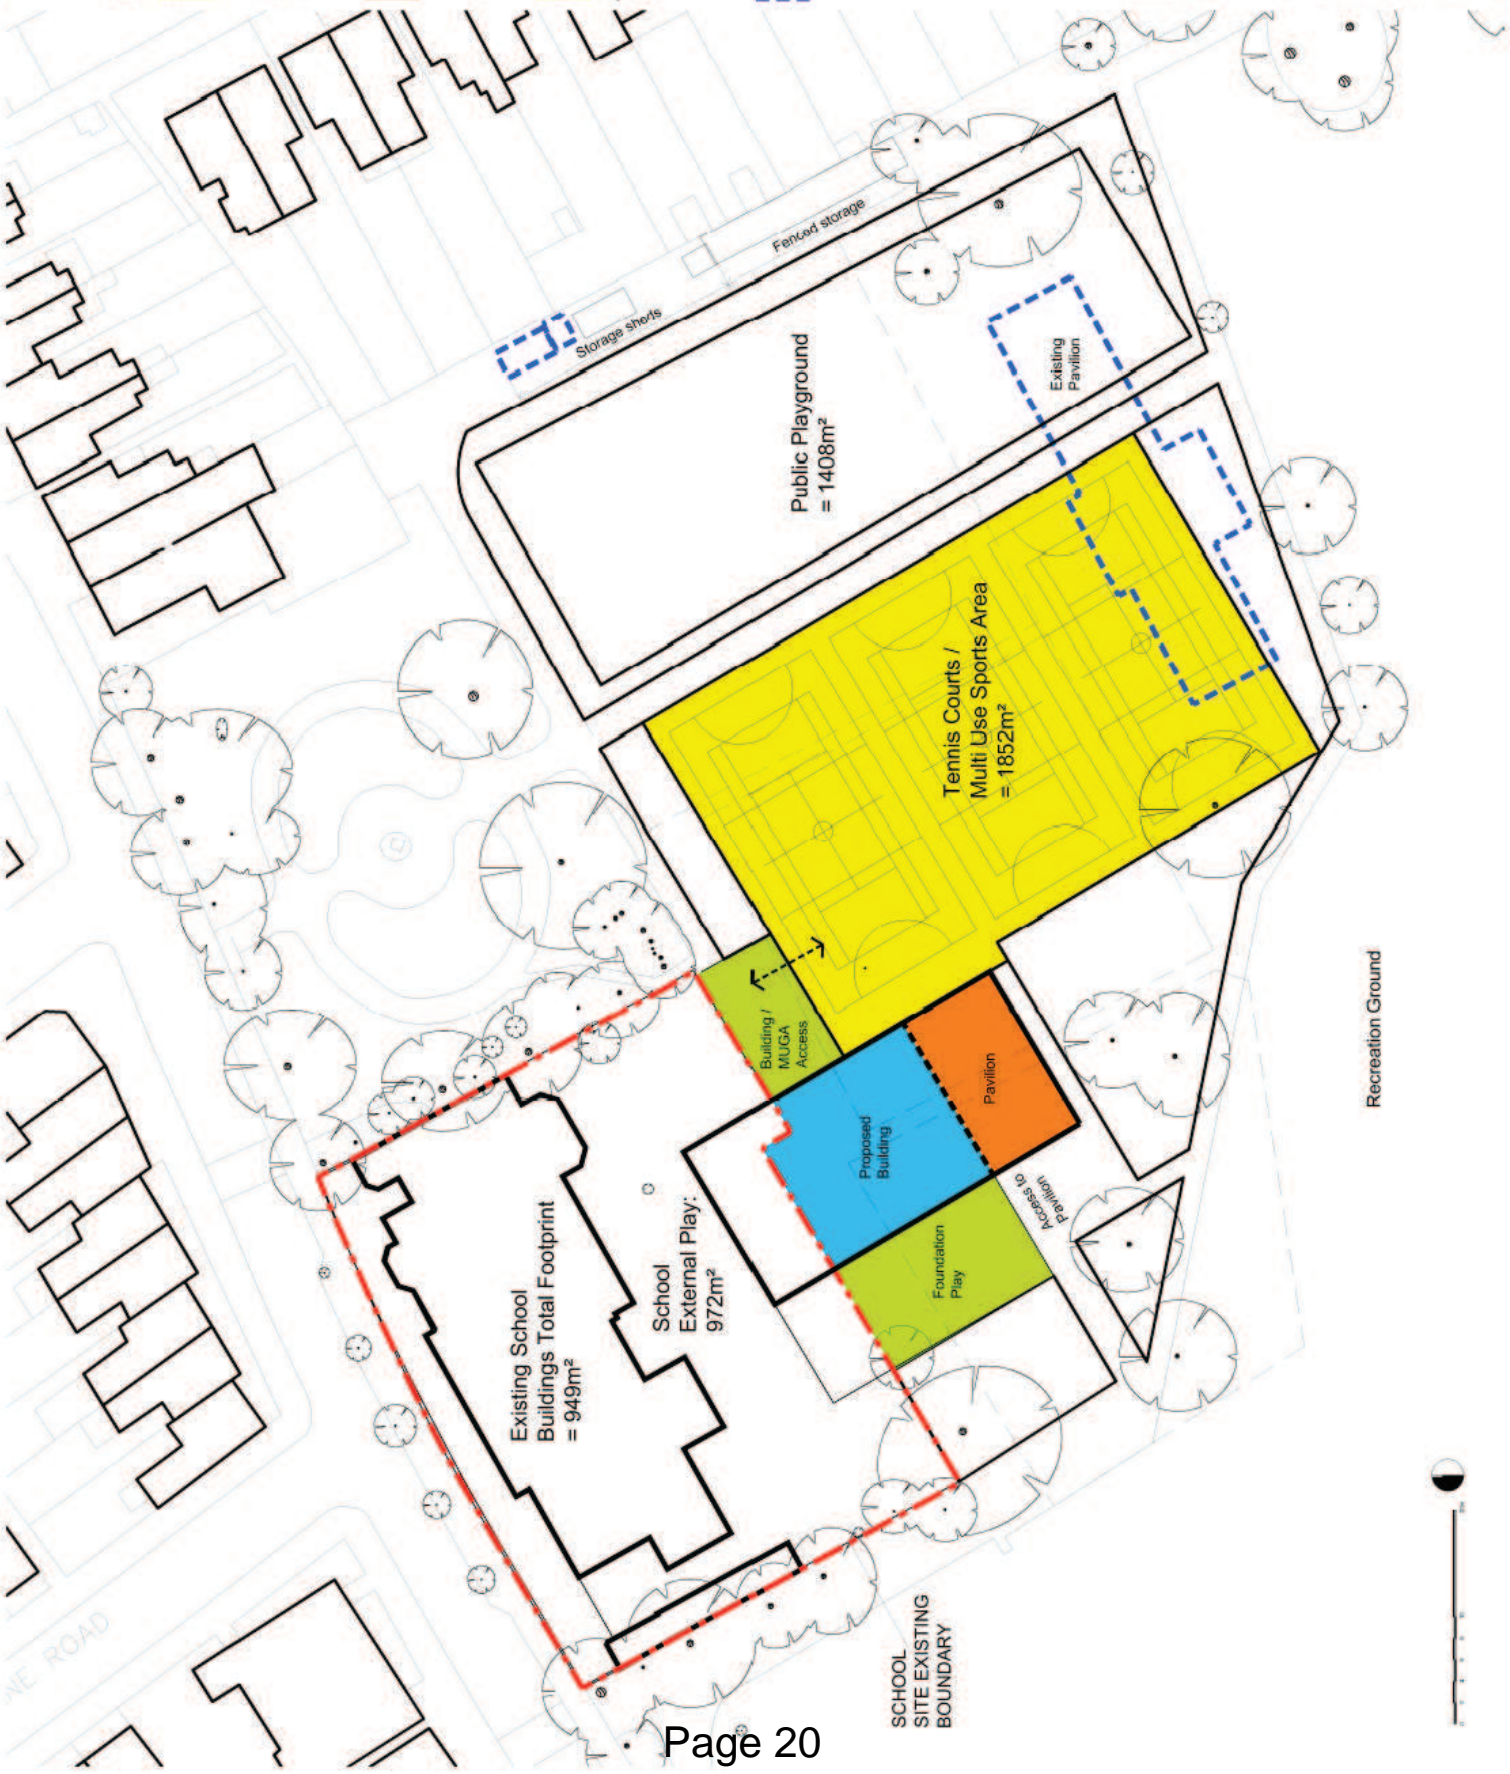 Fenced storage
Storage sheds
Public Playground
= 1408m²
Existing
Pavilion
Tennis Courts /
Multi Use Sports Area
= 1852m²
Building /
MUGA
Access
Proposed
Building
Pavilion
Access to
Pavilion
Foundation
Play
School
External Play:
972m²
Existing School
Buildings Total Footprint
= 949m²
Recreation Ground
SCHOOL
SITE EXISTING
BOUNDARY
ROAD
Page 20